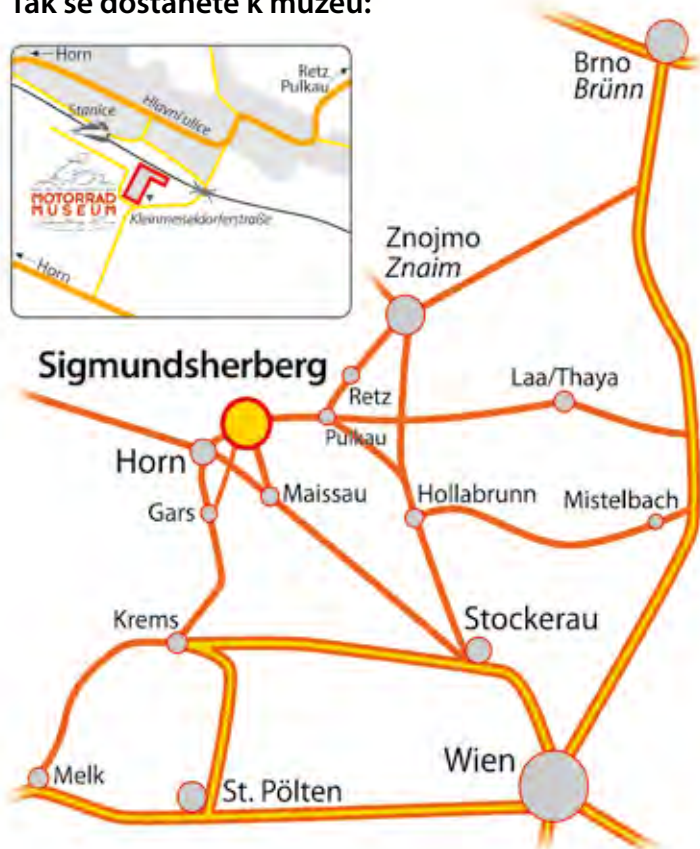 Tak se dostanete k muzeu:
Horn
Retz
Pulkau
Stanice
Hlavní ulice
MOTORRAD
MUSEUM
Kleinmeiseldorferstraße
Horn
Brno
Brünn
Znojmo
Znaim
Sigmundsherberg
Retz
Laa/Thaya
Pulkau
Horn
Maissau
Hollabrunn
Mistelbach
Gars
Krems
Stockerau
Wien
Melk
St. Pölten